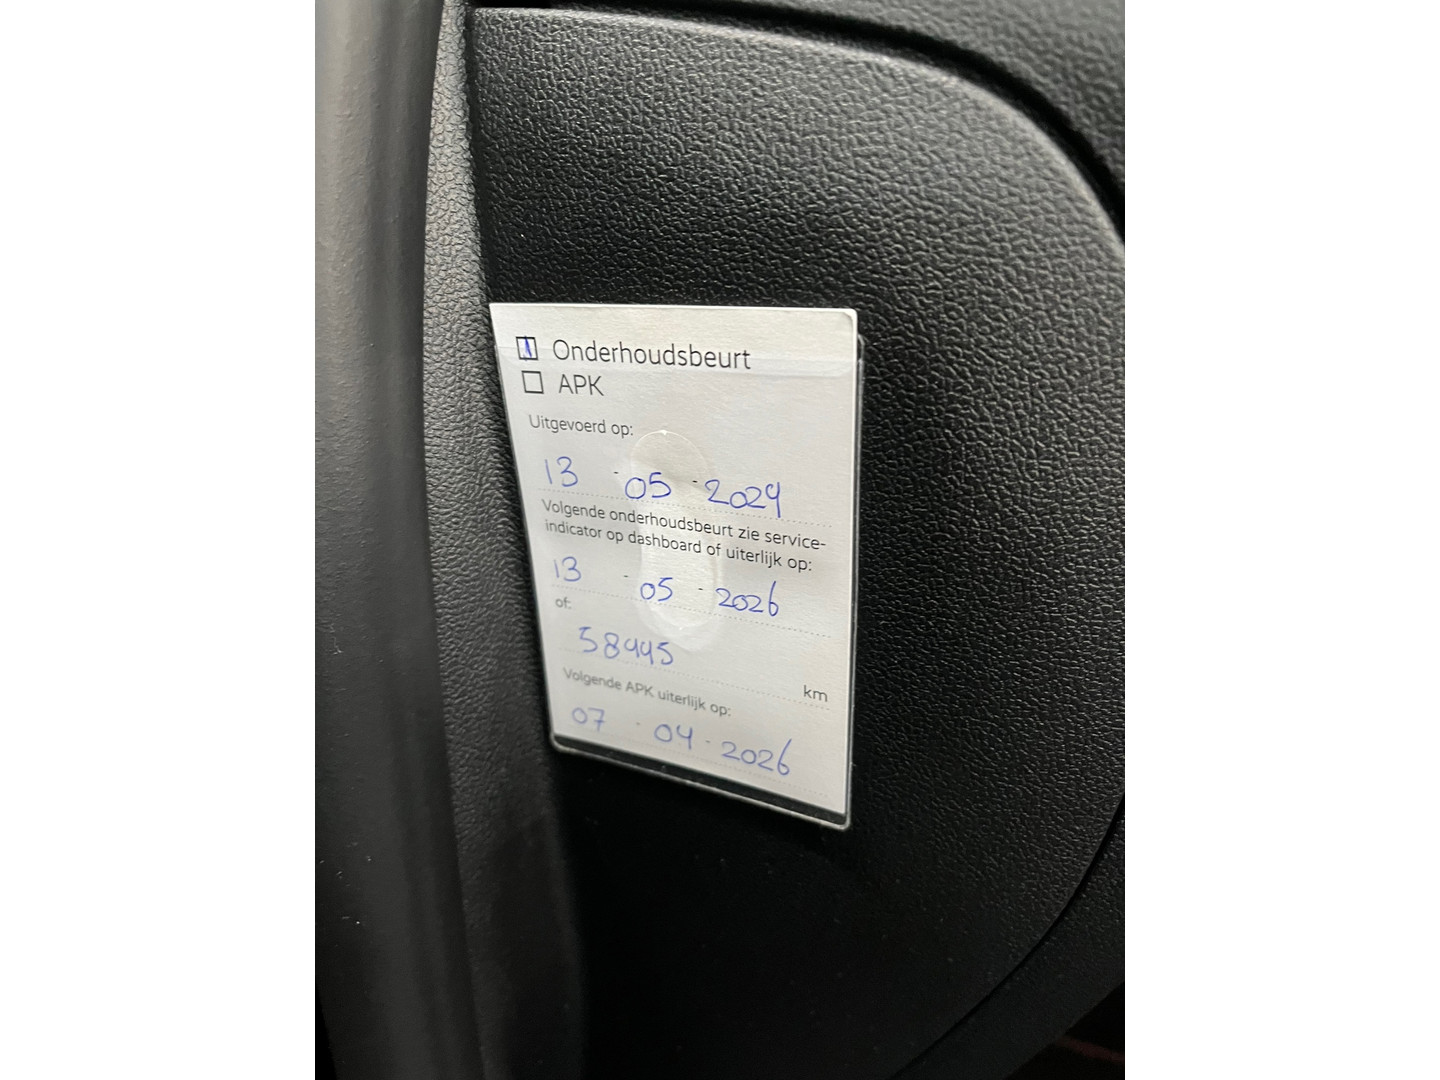 Onderhoudsbeurt
APK
Uitgevoerd op:
13 - 05 - 2024
Volgende onderhoudsbeurt zie service-
indicator op dashboard of uiterlijk op:
13 - 05 - 2026
of:
58445
km
Volgende APK uiterlijk op:
07 - 04 - 2026